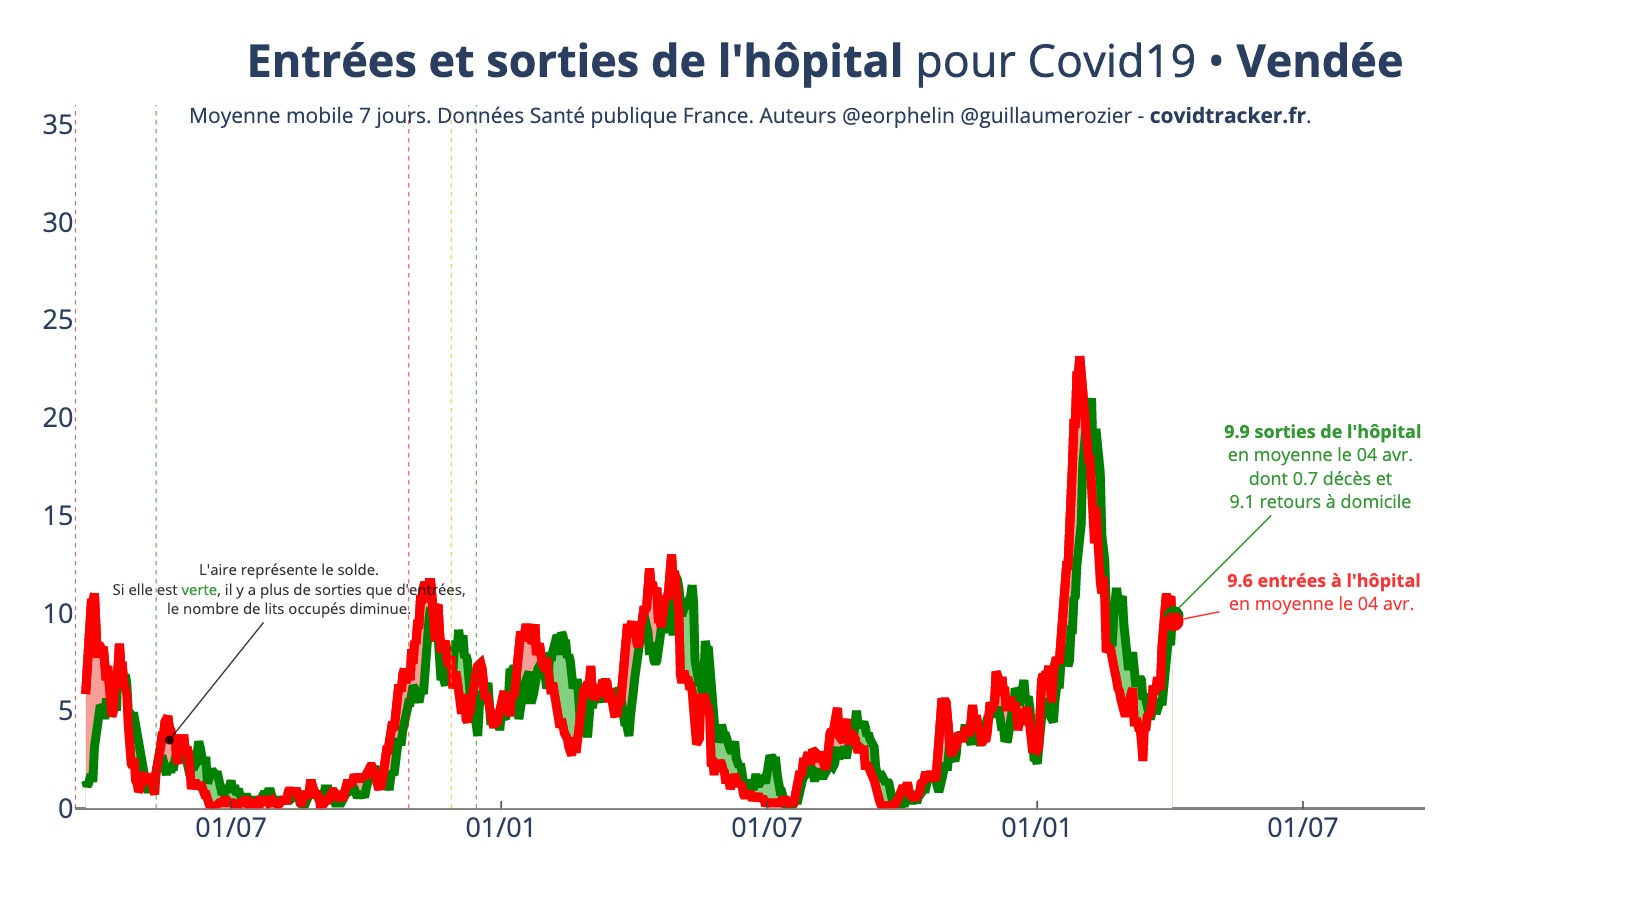 Entrées et sorties de l'hôpital pour Covid19 • Vendée
Moyenne mobile 7 jours. Données Santé publique France. Auteurs @eorphelin @guillaumerozier - covidtracker.fr.
35
30
25
20
15
10
5
0
L'aire représente le solde.
Si elle est verte, il y a plus de sorties que d'entrées,
le nombre de lits occupés diminue.
9.9 sorties de l'hôpital
en moyenne le 04 avr.
dont 0.7 décès et
9.1 retours à domicile
9.6 entrées à l'hôpital
en moyenne le 04 avr.
01/07
01/01
01/07
01/01
01/07